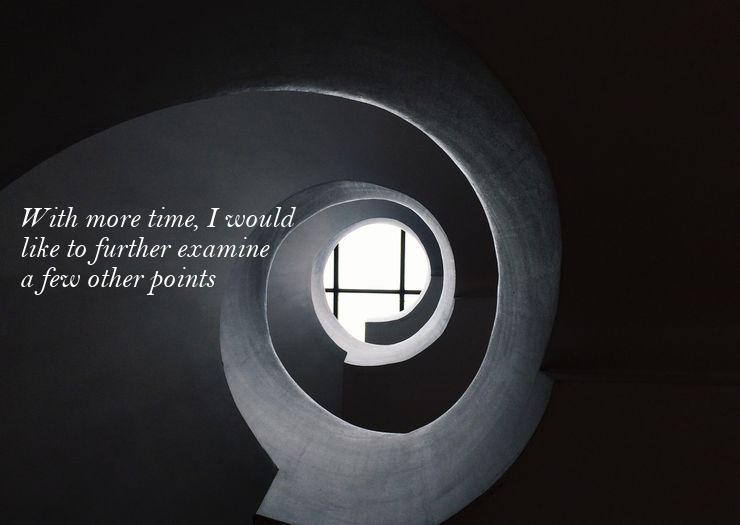 With more time, I would
like to further examine
a few other points